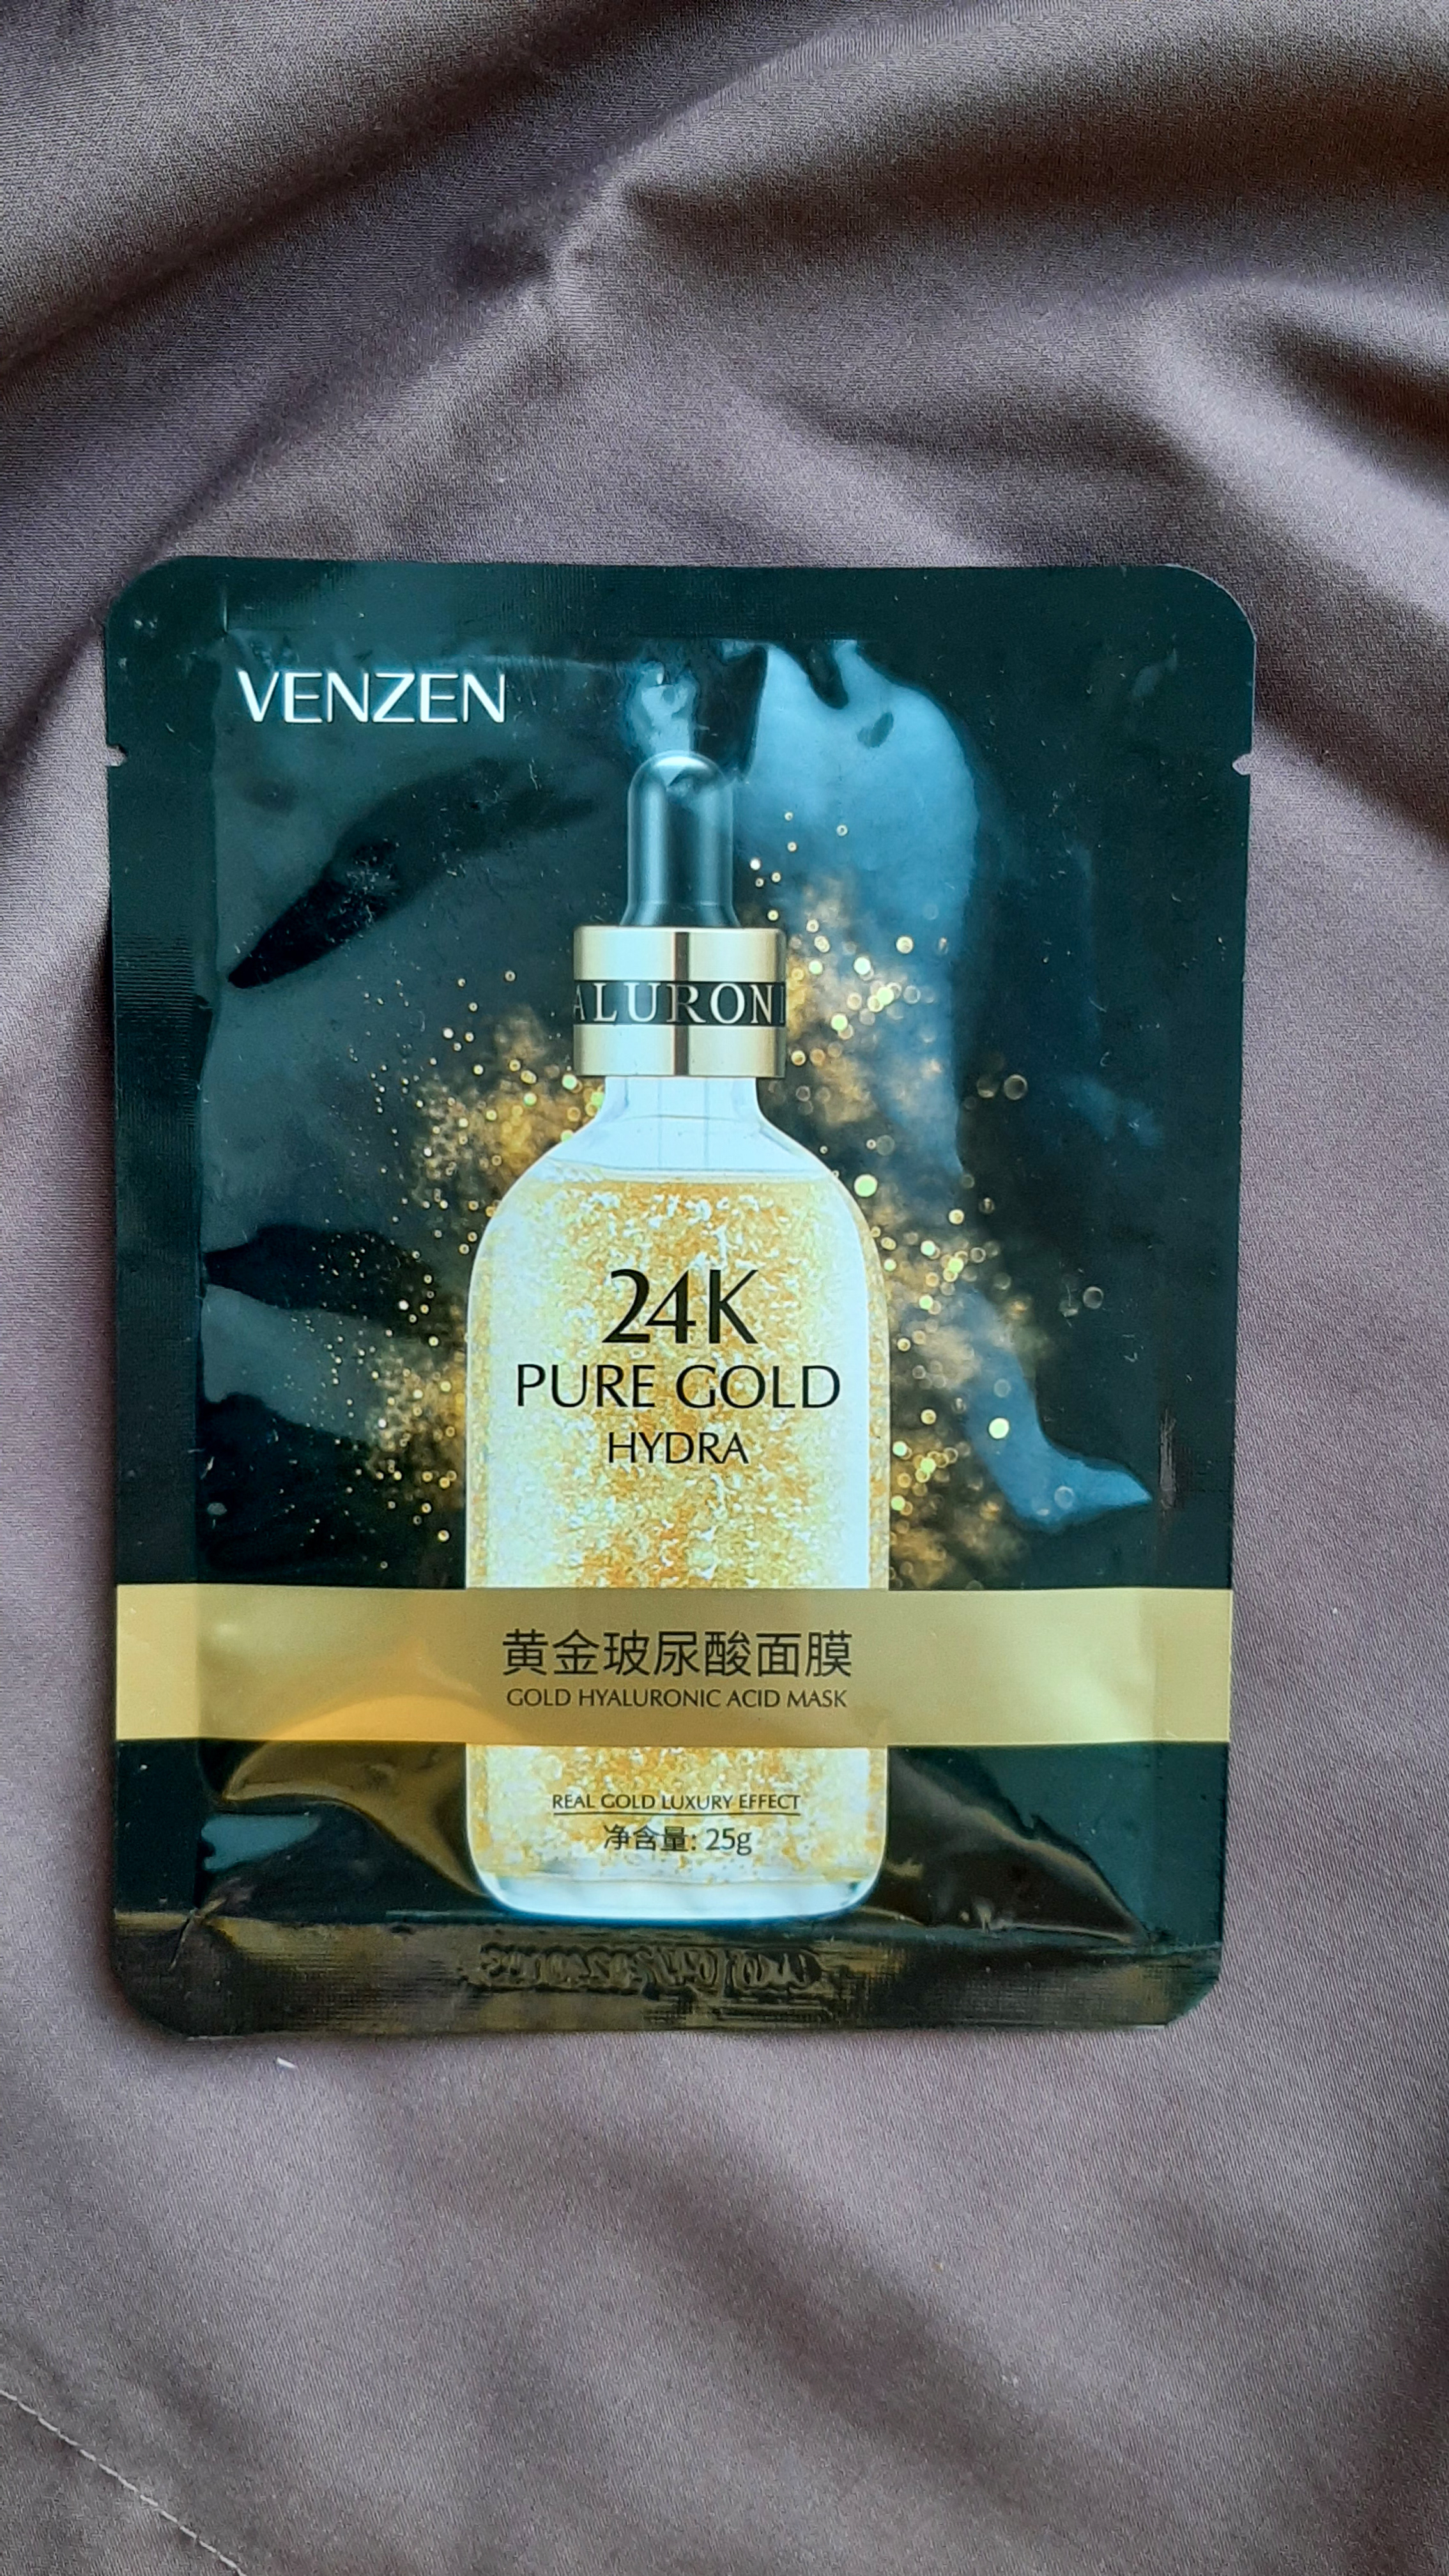 VENZEN
ALURONI
24K
PURE GOLD
HYDRA
黄金玻尿酸面膜
GOLD HYALURONIC ACID MASK
REAL GOLD LUXURY EFFECT
净含量: 25g